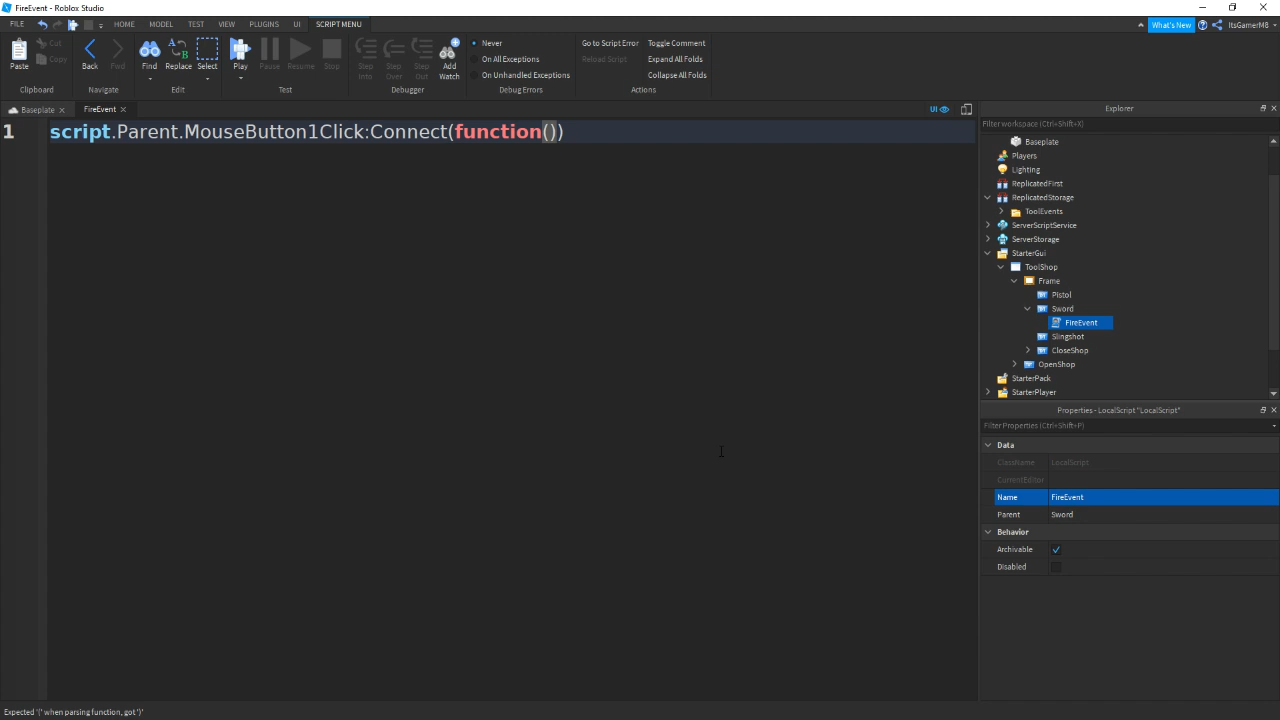 FireEvent - Roblox Studio
FILE HOME MODEL TEST VIEW PLUGINS UI SCRIPT MENU What's New ItsGamerM8
Paste Cut Copy Back Fwd Find Replace Select Play Pause Resume Stop Step Into Step Over Step Out Add Watch
Never Go to Script Error Toggle Comment
On All Exceptions Reload Script Expand All Folds
On Unhandled Exceptions Collapse All Folds
Clipboard Navigate Edit Test Debugger Debug Errors Actions
Baseplate FireEvent UI
1 script.Parent.MouseButton1Click:Connect(function())
Explorer
Filter workspace (Ctrl+Shift+X)
Baseplate
Players
Lighting
ReplicatedFirst
ReplicatedStorage
ToolEvents
ServerScriptService
ServerStorage
StarterGui
ToolShop
Frame
Pistol
Sword
FireEvent
Slingshot
CloseShop
OpenShop
StarterPack
StarterPlayer
Properties - LocalScript "LocalScript"
Filter Properties (Ctrl+Shift+P)
Data
ClassName LocalScript
CurrentEditor
Name FireEvent
Parent Sword
Behavior
Archivable
Disabled
Expected '(' when parsing function, got ')'